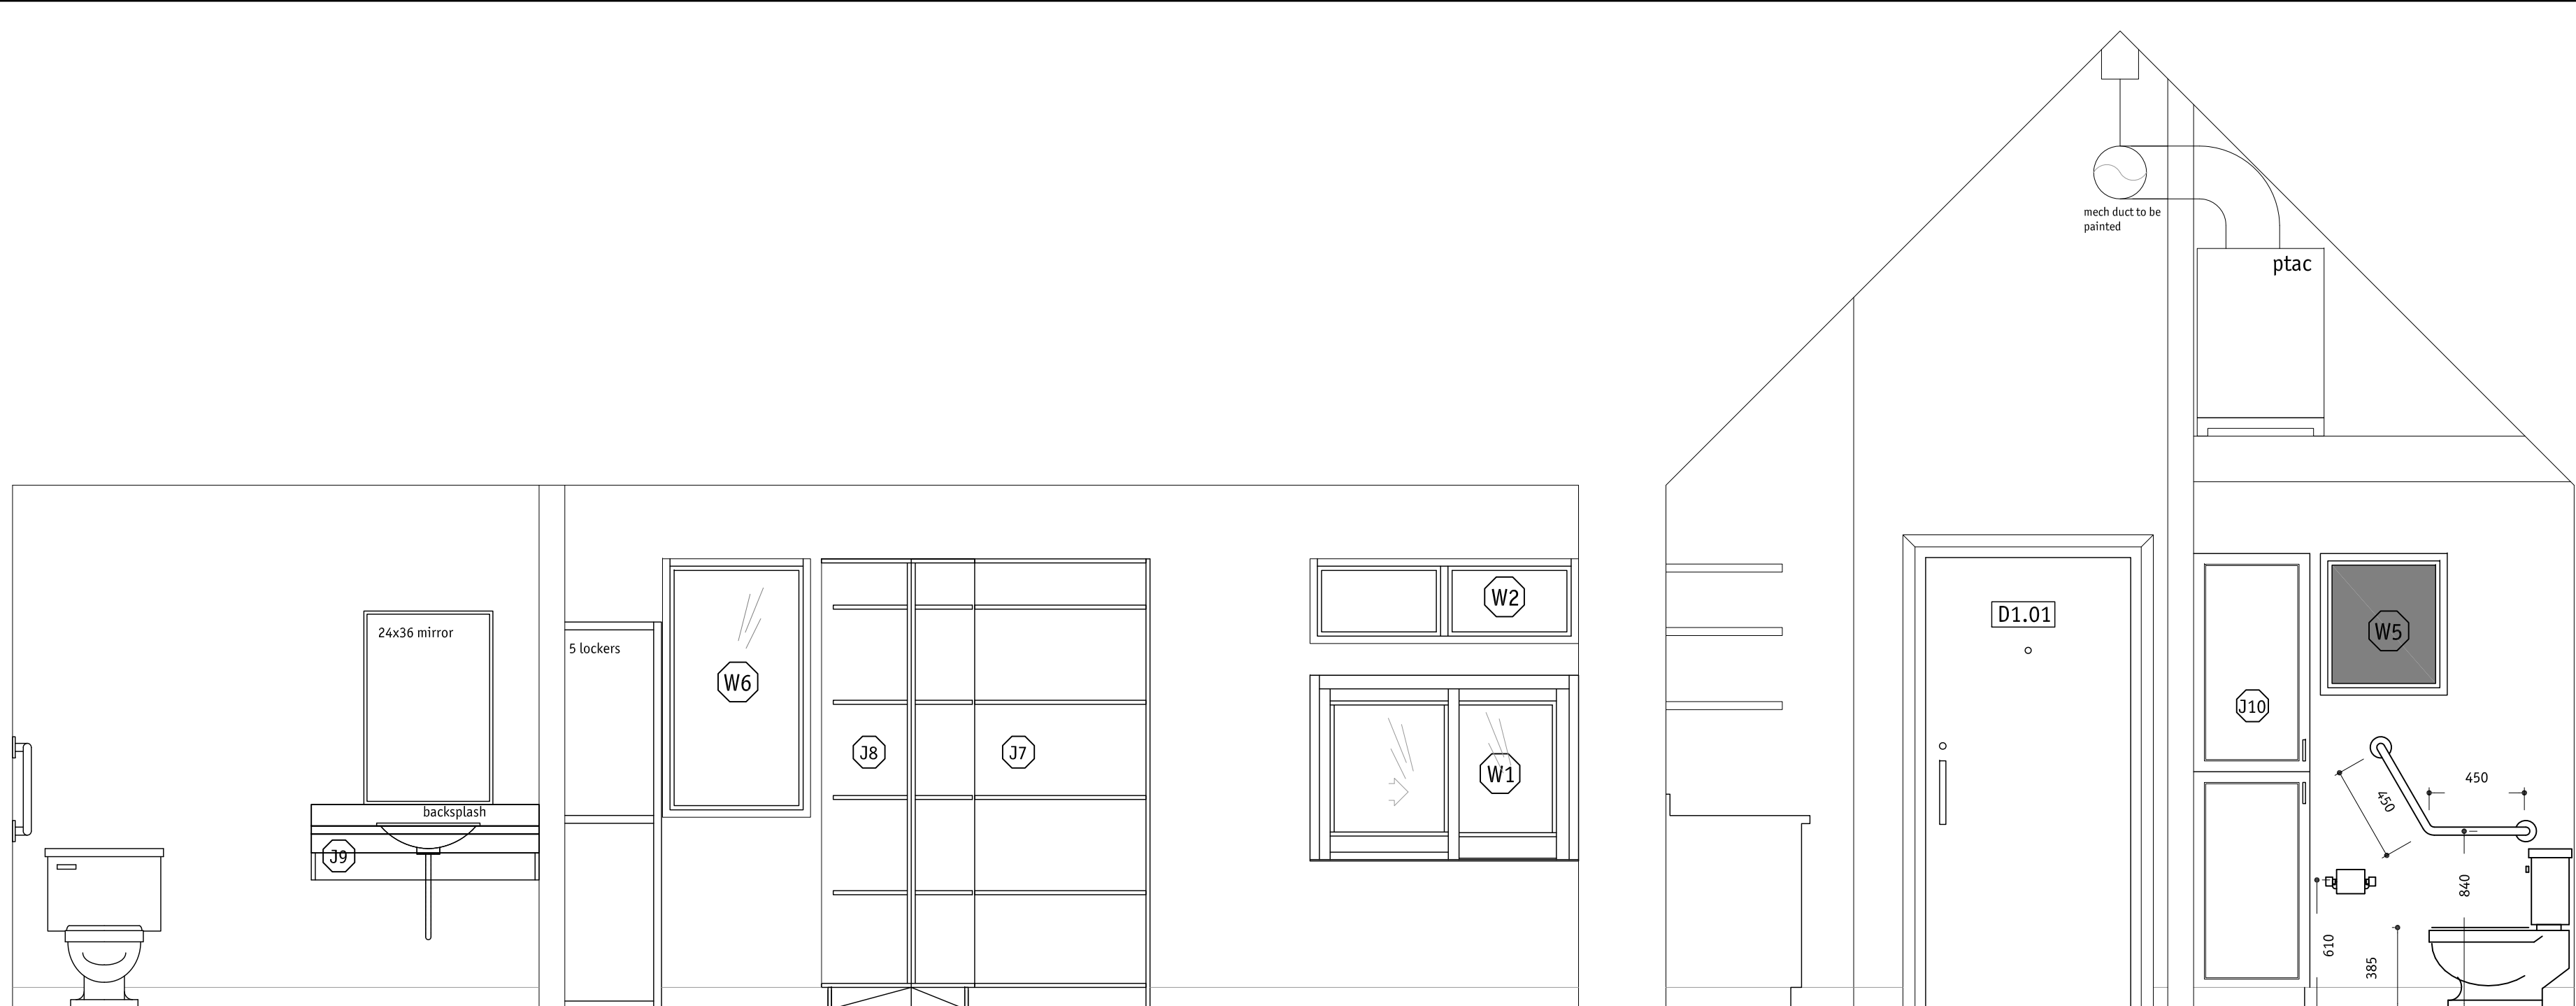 mech duct to be
painted
ptac
24x36 mirror
5 lockers
W6
W2
D1.01
W5
J10
J8
J7
W1
450
450
backsplash
J9
840
610
385